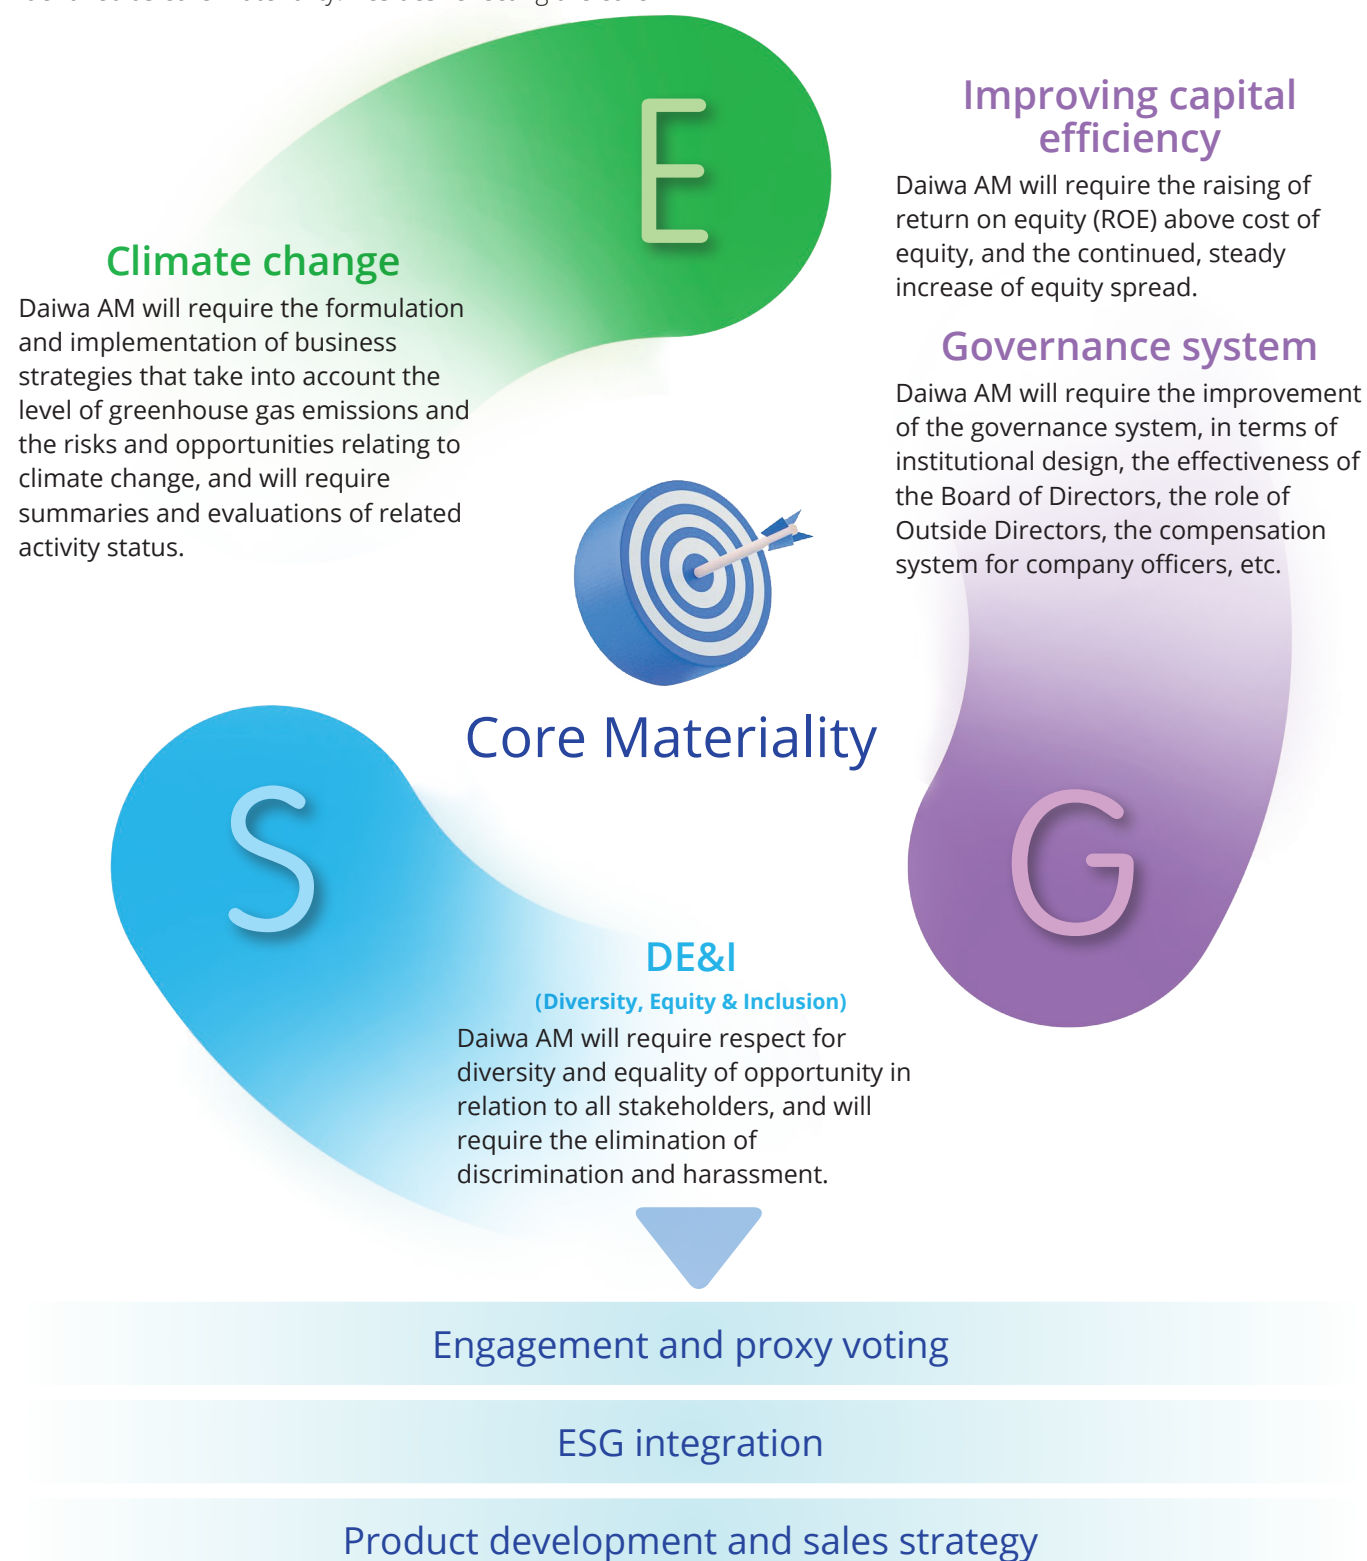 E
Improving capital
efficiency
Daiwa AM will require the raising of
return on equity (ROE) above cost of
equity, and the continued, steady
increase of equity spread.
Climate change
Daiwa AM will require the formulation
and implementation of business
strategies that take into account the
level of greenhouse gas emissions and
the risks and opportunities relating to
climate change, and will require
summaries and evaluations of related
activity status.
Governance system
Daiwa AM will require the improvement
of the governance system, in terms of
institutional design, the effectiveness of
the Board of Directors, the role of
Outside Directors, the compensation
system for company officers, etc.
Core Materiality
S
G
DE&I
(Diversity, Equity & Inclusion)
Daiwa AM will require respect for
diversity and equality of opportunity in
relation to all stakeholders, and will
require the elimination of
discrimination and harassment.
Engagement and proxy voting
ESG integration
Product development and sales strategy